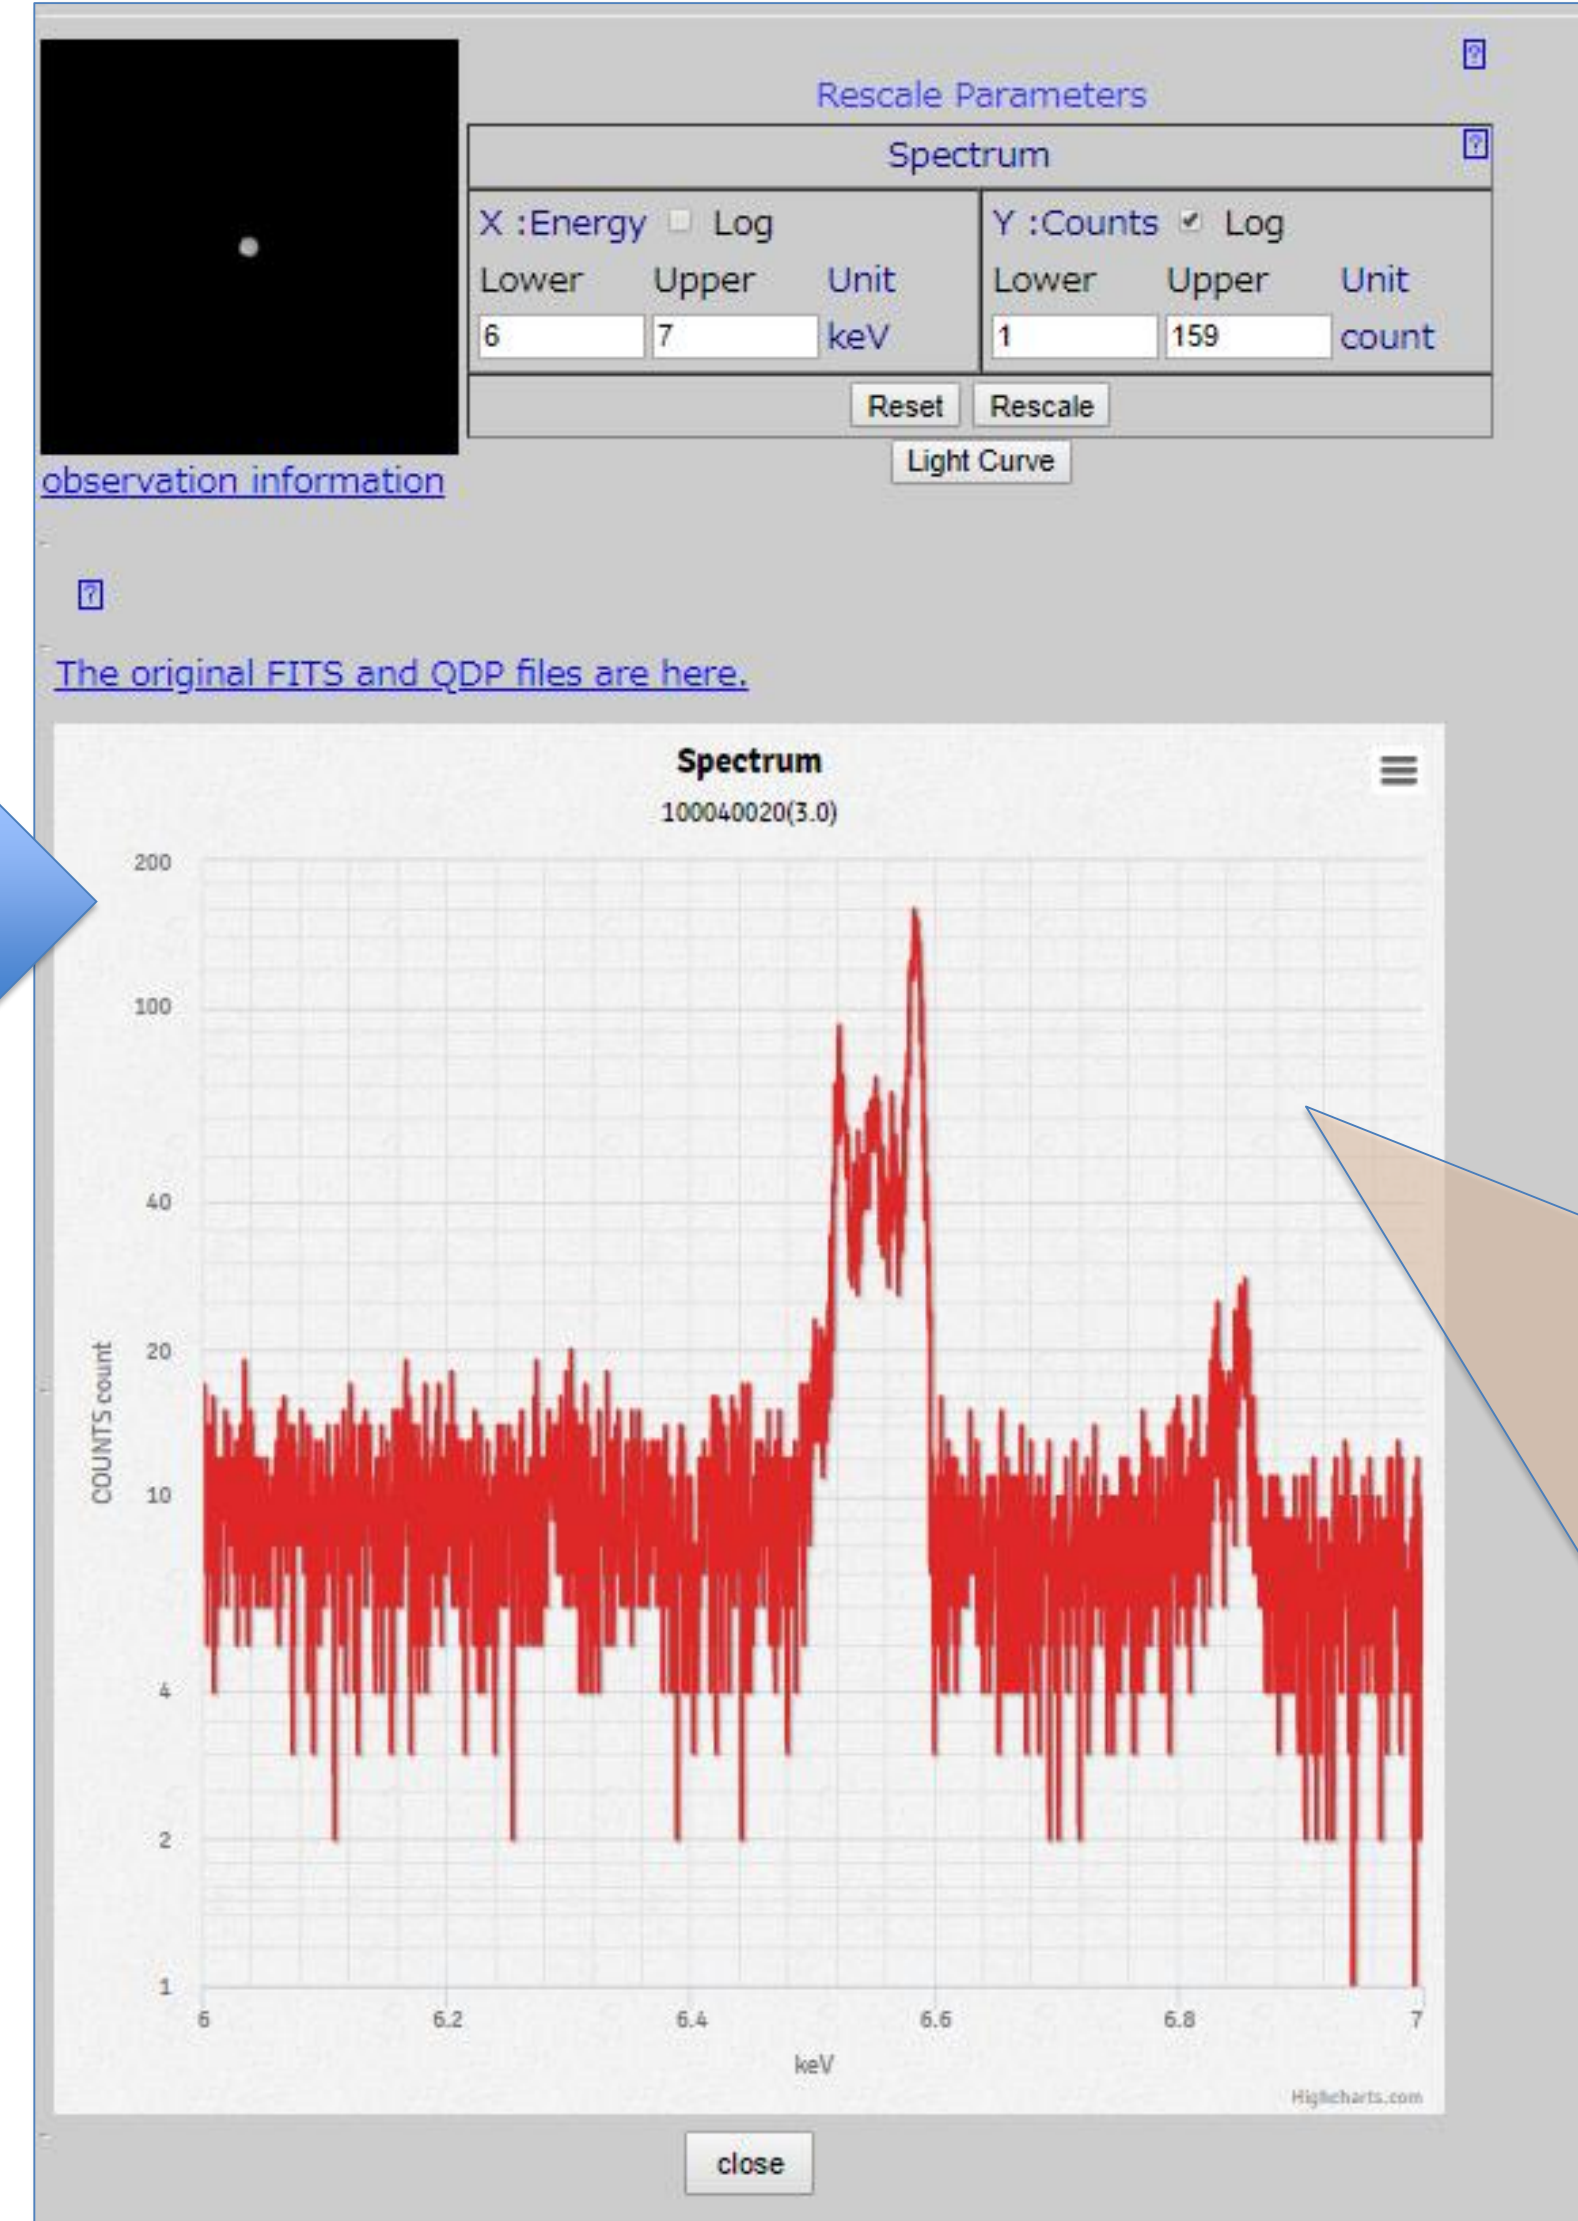 ?
Rescale Parameters
Spectrum ?
X :Energy Log Y :Counts Log
Lower Upper Unit Lower Upper Unit
6 7 keV 1 159 count
Reset Rescale
Light Curve
observation information
?
The original FITS and QDP files are here.
Spectrum
100040020(3.0)
200
100
40
20
10
4
2
1
COUNTS count
6 6.2 6.4 6.6 6.8 7
keV
Highcharts.com
close